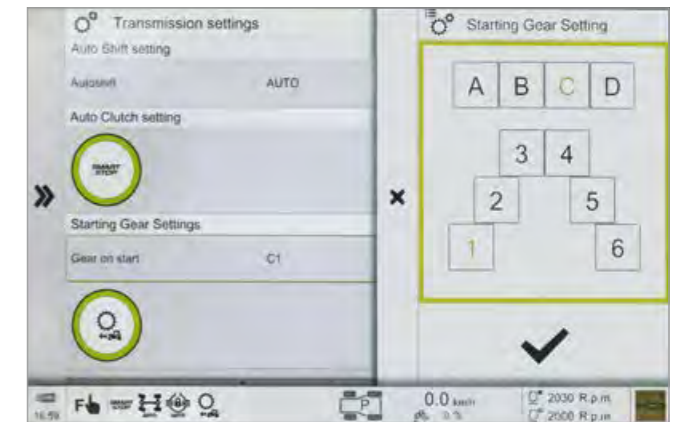 Transmission settings
Auto Shift setting
Autoshift AUTO
Auto Clutch setting
SMART STOP
Starting Gear Settings
Gear on start C1
Starting Gear Setting
A B C D
3 4
2 5
1 6
16:59
F
P
0.0 km/h
0 %
2030 R.p.m
2000 R.p.m